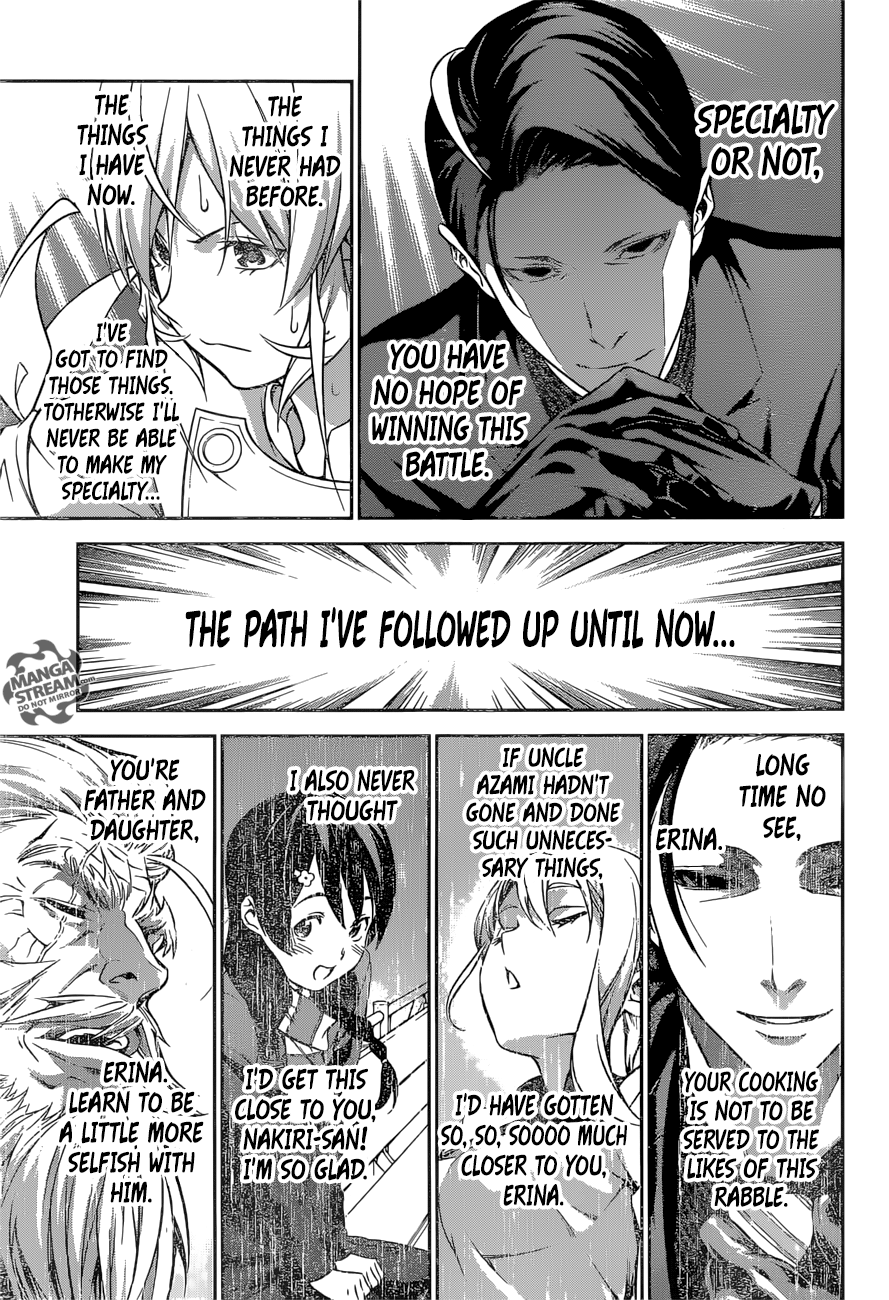 SPECIALTY
OR NOT,
YOU HAVE
NO HOPE OF
WINNING THIS
BATTLE.
THE
THINGS I
NEVER HAD
BEFORE.
THE
THINGS
I HAVE
NOW.
I'VE
GOT TO FIND
THOSE THINGS.
TOTHERWISE I'LL
NEVER BE ABLE
TO MAKE MY
SPECIALTY...
THE PATH I'VE FOLLOWED UP UNTIL NOW...
MANGA
STREAM.com
DO NOT MIRROR
LONG
TIME NO
SEE,
ERINA.
YOUR COOKING
IS NOT TO BE
SERVED TO THE
LIKES OF THIS
RABBLE.
IF UNCLE
AZAMI HADN'T
GONE AND DONE
SUCH UNNECES-
SARY THINGS,
I'D HAVE GOTTEN
SO, SO, SOOOO MUCH
CLOSER TO YOU,
ERINA.
I ALSO NEVER
THOUGHT
I'D GET THIS
CLOSE TO YOU,
NAKIRI-SAN!
I'M SO GLAD.
YOU'RE
FATHER AND
DAUGHTER,
ERINA.
LEARN TO BE
A LITTLE MORE
SELFISH WITH
HIM.